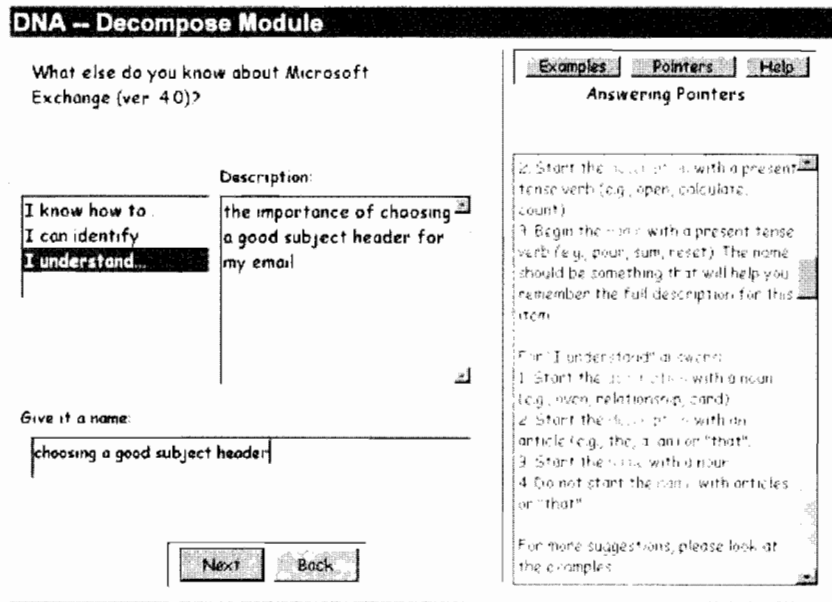 DNA -- Decompose Module
What else do you know about Microsoft
Exchange (ver 4 0)?
I know how to .
I can identify
I understand...
Description:
the importance of choosing
a good subject header for
my email
Give it a name:
choosing a good subject header
Next Back
Examples Pointers Help
Answering Pointers
2. Start the with a present
tense verb (e.g., open, calculate,
count)
3 Begin the name with a present tense
verb (e.g., pour, sum, reset) The name
should be something that will help you
remember the full description for this
item
For "I understand" answers:
1 Start the with a noun
(e.g., oven, relationship, card)
2 Start the with an
article (e.g., the, a, an) or "that".
3 Start the with a noun
4 Do not start the name with articles
or "that"
For more suggestions, please look at
the examples